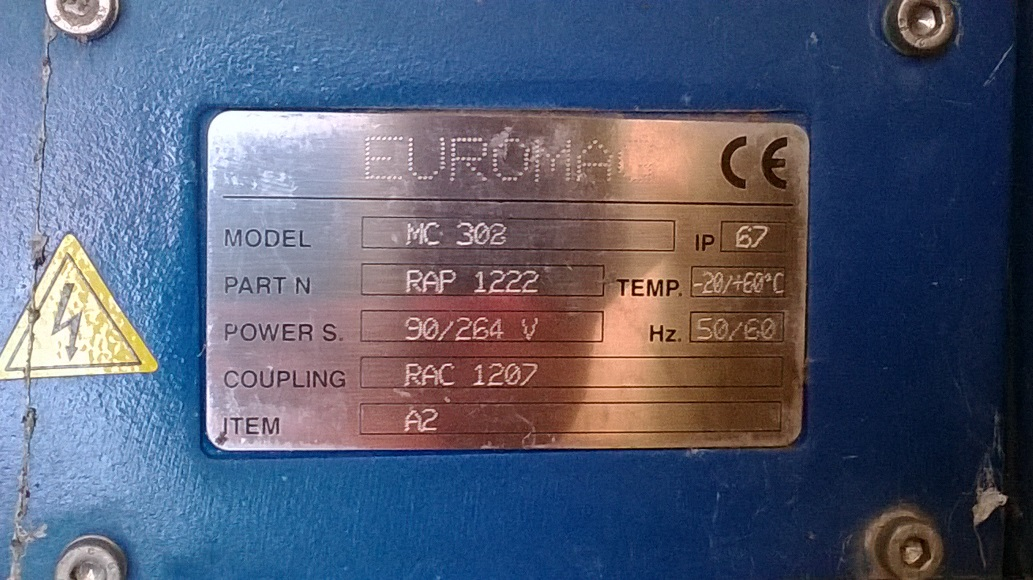 EUROMAG CE
MODEL MC 308 IP 67
PART N RAP 1222 TEMP. -20/+60°C
POWER S. 90/264 V Hz. 50/60
COUPLING RAC 1207
ITEM A2